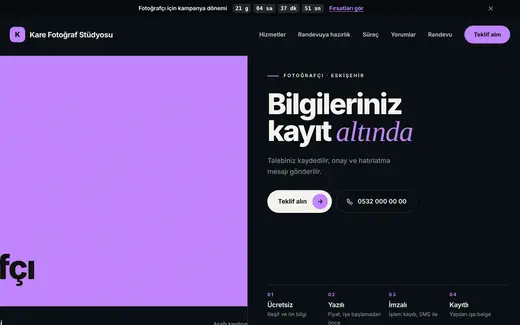 Fotoğrafçı için kampanya dönemi 21 g 04 sa 37 dk 51 sn Fırsatları gör
K Kare Fotoğraf Stüdyosu
Hizmetler Randevuya hazırlık Süreç Yorumlar Randevu Teklif alın
FOTOĞRAFÇI · ESKİŞEHİR
Bilgileriniz
kayıt altında
Talebiniz kaydedilir, onay ve hatırlatma
mesajı gönderilir.
Teklif alın → 0532 000 00 00
fçı
01 02 03 04
Ücretsiz Yazılı İmzalı Kayıtlı
Keşif ve ön bilgi Fiyat, işe başlamadan İşlem kaydı, SMS ile Yapılan işe belge
önce